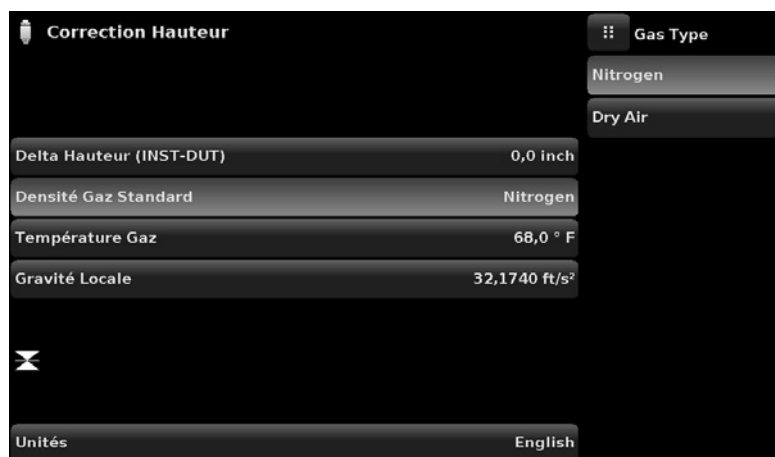 Correction Hauteur
Gas Type
Nitrogen
Dry Air
Delta Hauteur (INST-DUT) 0,0 inch
Densité Gaz Standard Nitrogen
Température Gaz 68,0 ° F
Gravité Locale 32,1740 ft/s²
Unités English